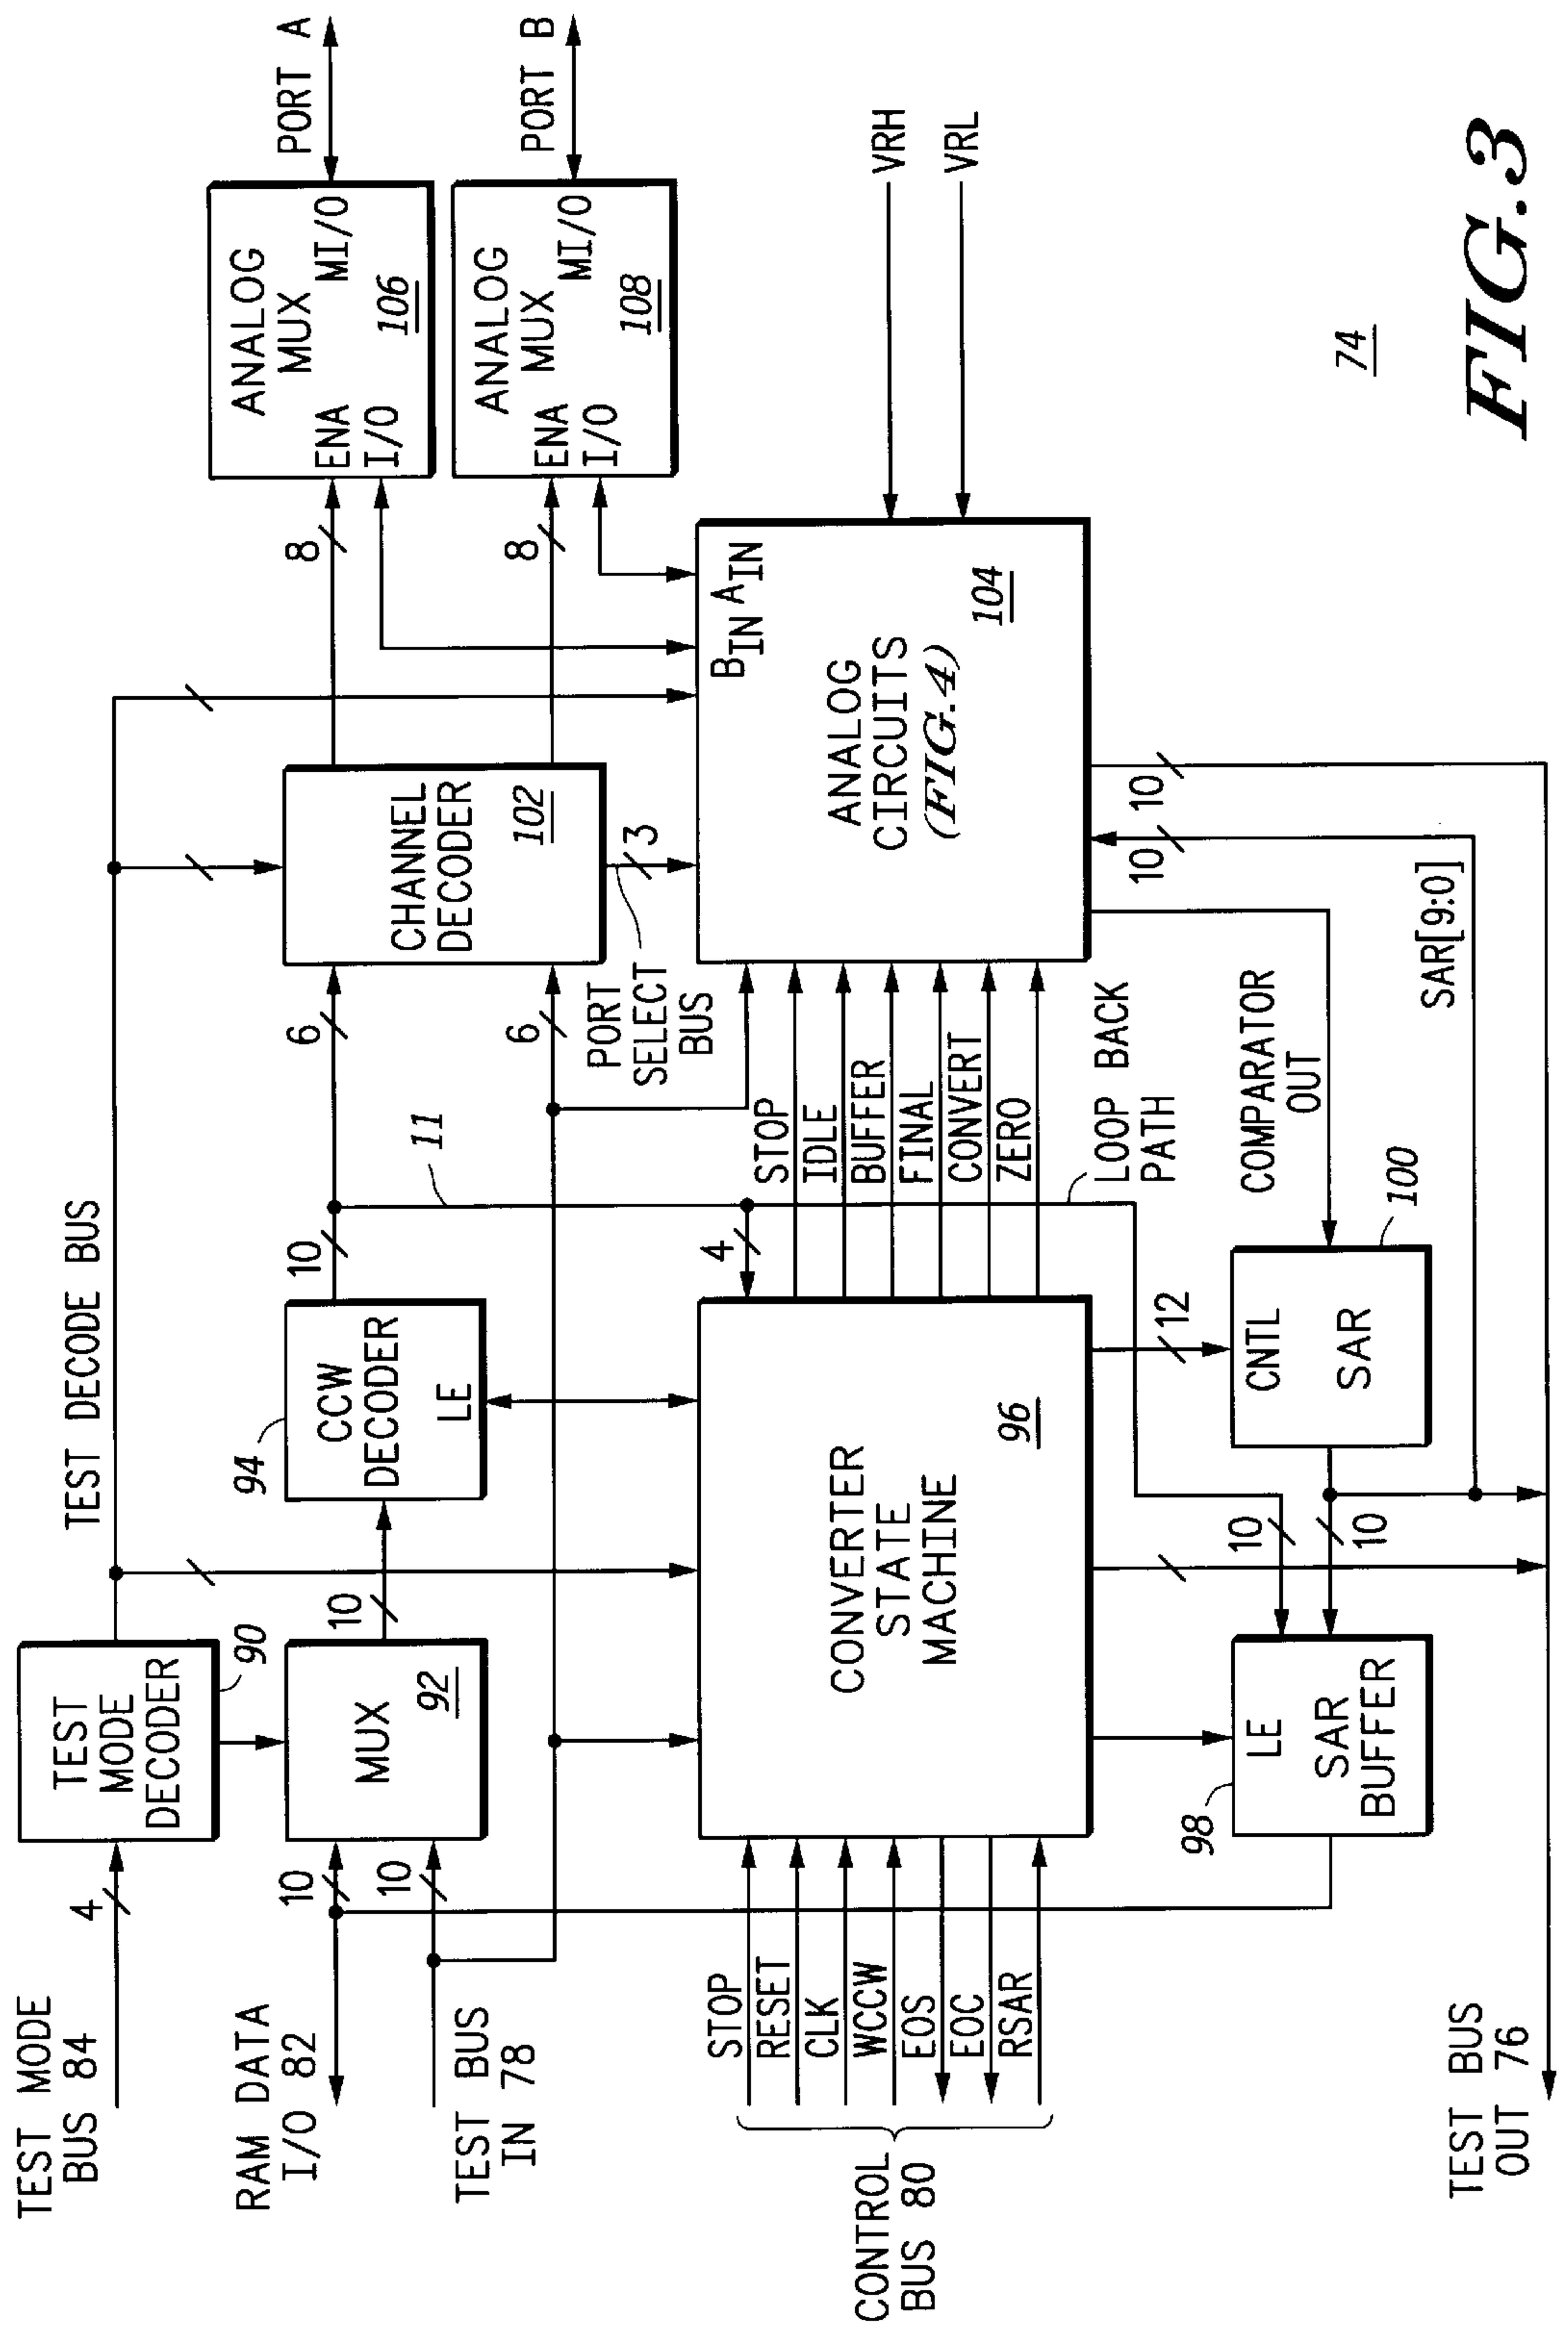 TEST MODE
BUS 84
4
TEST
MODE
DECODER
90
TEST DECODE BUS
RAM DATA
I/O 82
10
TEST BUS
IN 78
10
MUX
92
10
94
CCW
DECODER
LE
10
11
6
6
CHANNEL
DECODER
102
PORT
SELECT
BUS
3
8
8
ANALOG
MUX
ENA
I/O
MI/O
106
PORT A
ANALOG
MUX
ENA
I/O
MI/O
108
PORT B
CONTROL
BUS 80
STOP
RESET
CLK
WCCW
EOS
EOC
RSAR
CONVERTER
STATE
MACHINE
96
4
STOP
IDLE
BUFFER
FINAL
CONVERT
ZERO
LOOP BACK
PATH
BIN AIN
ANALOG
CIRCUITS
(FIG.4)
104
VRH
VRL
98
LE
SAR
BUFFER
10
10
12
CNTL
SAR
100
COMPARATOR
OUT
SAR[9:0]
10
10
TEST BUS
OUT 76
74
FIG.3